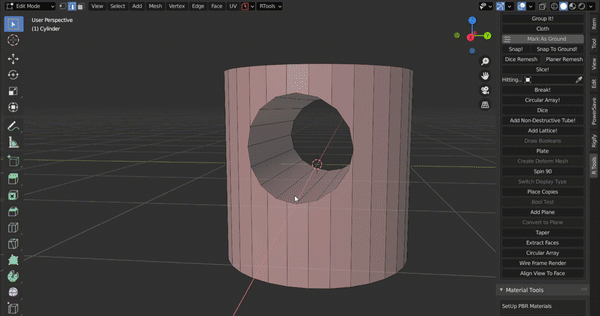 Edit Mode
View Select Add Mesh Vertex Edge Face UV RTools
User Perspective
(1) Cylinder
Z
Y
X
Group It!
Cloth
Mark As Ground
Snap! Snap To Ground!
Dice Remesh Planer Remesh
Slice!
Hitting...
Break!
Circular Array!
Dice
Add Non-Destructive Tube!
Add Lattice!
Draw Booleans
Plate
Create Deform Mesh
Spin 90
Switch Display Type
Place Copies
Bool Test
Add Plane
Convert to Plane
Taper
Extract Faces
Circular Array
Wire Frame Render
Align View To Face
Material Tools
SetUp PBR Materials
Item
Tool
View
Edit
PowerSave
Rigify
R Tools